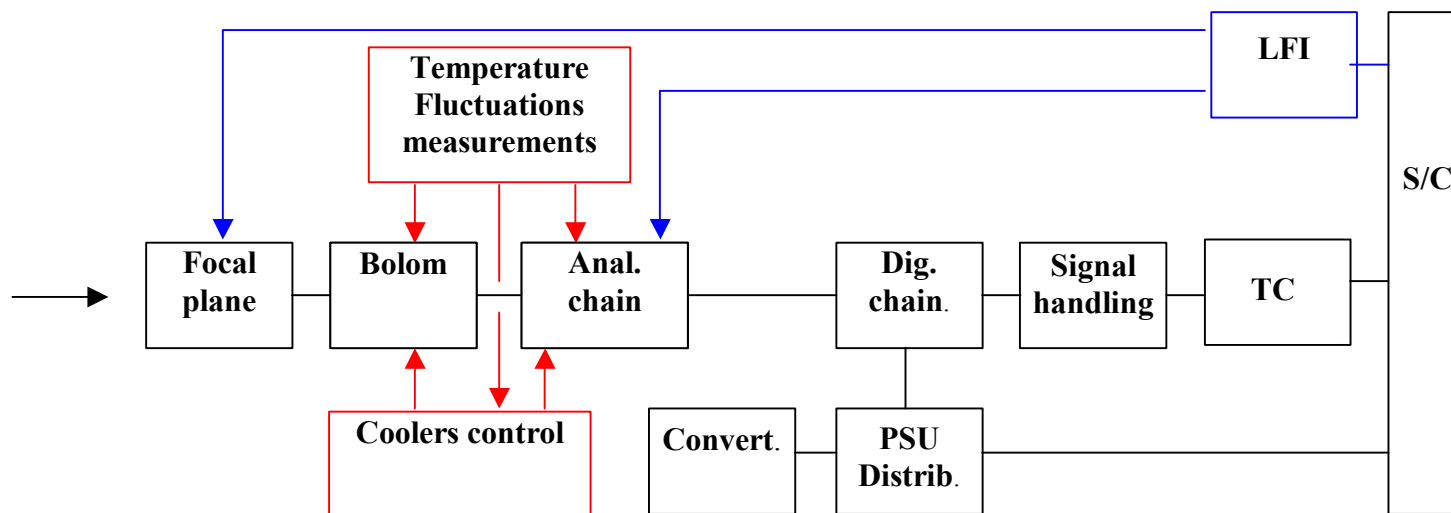 LFI
Temperature
Fluctuations
measurements
S/C
Focal
plane
Bolom
Anal.
chain
Dig.
chain.
Signal
handling
TC
Coolers control
Convert.
PSU
Distrib.